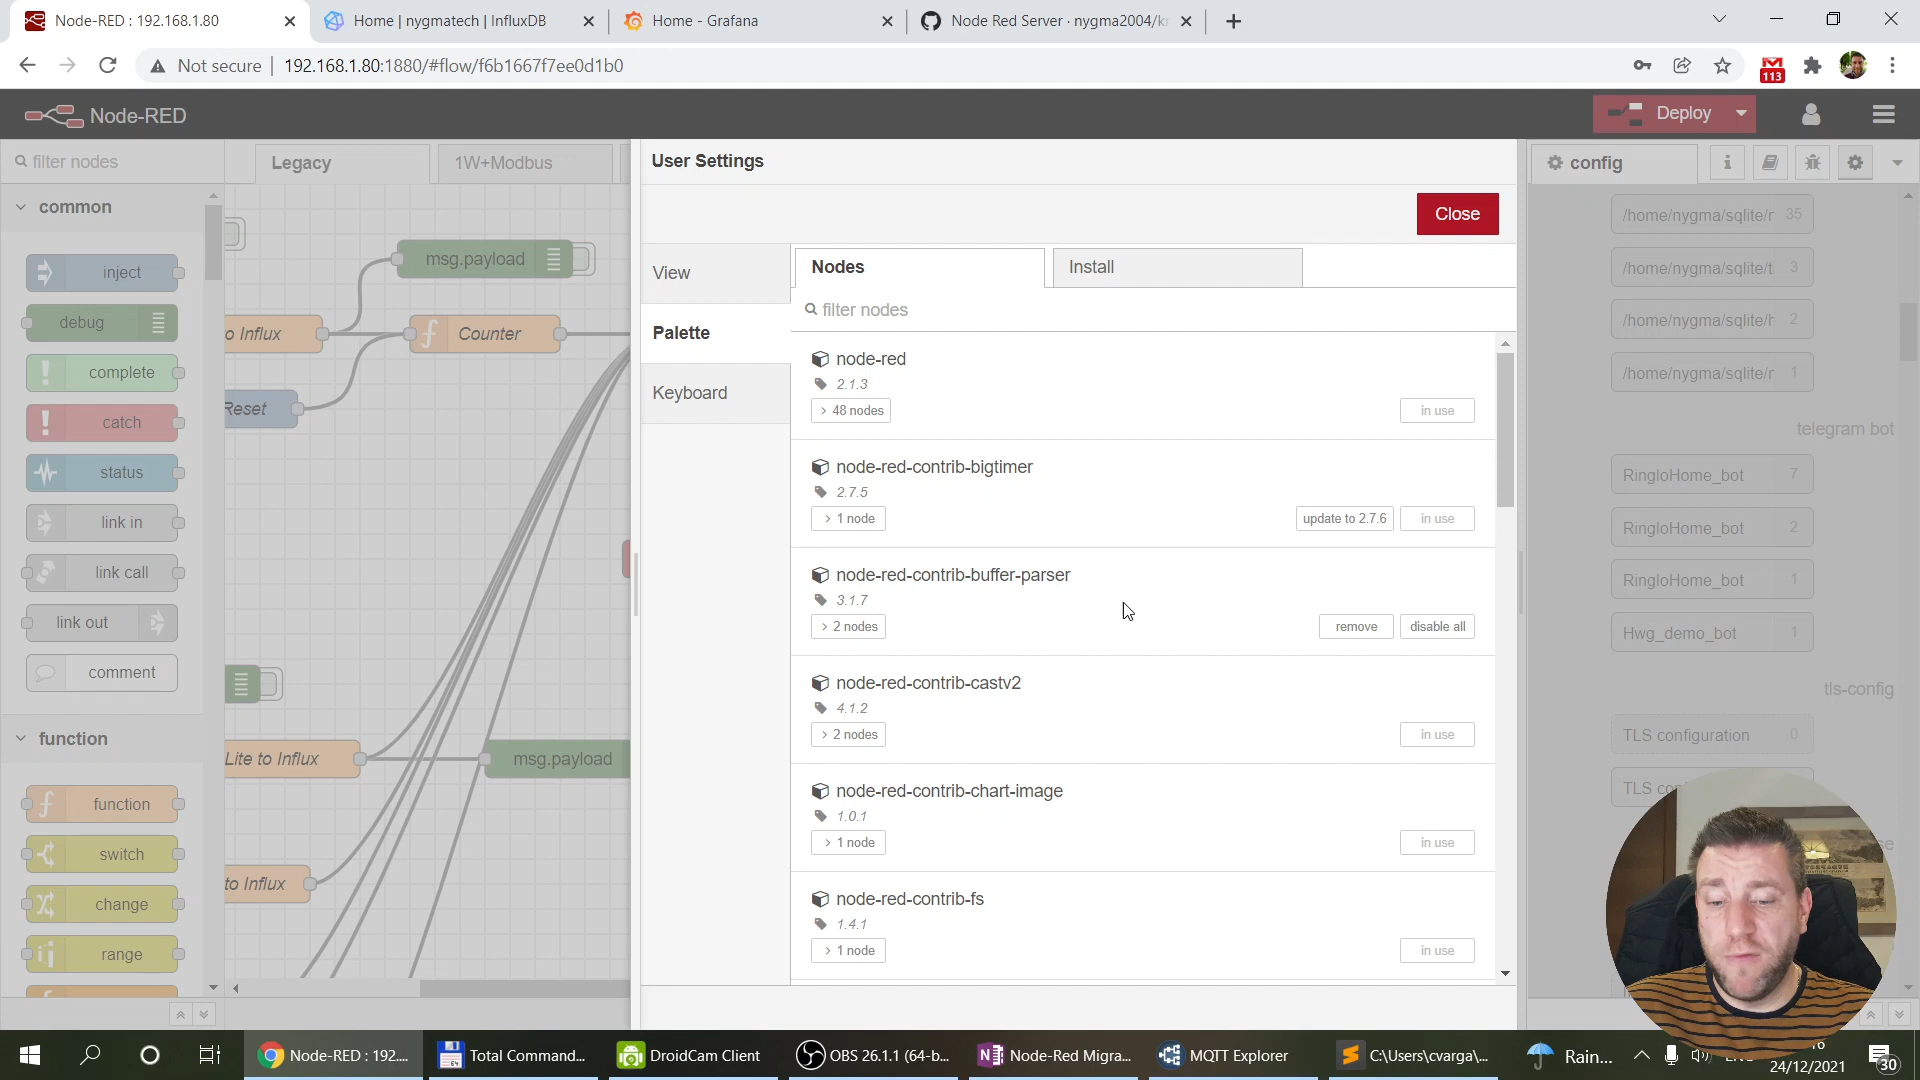 Node-RED : 192.168.1.80
Home | nygmatech | InfluxDB
Home - Grafana
Node Red Server · nygma2004/kr
Not secure
192.168.1.80:1880/#flow/f6b1667f7ee0d1b0
113
Node-RED
Deploy
filter nodes
Legacy
1W+Modbus
User Settings
config
i
common
Close
/home/nygma/sqlite/r 35
inject
msg.payload
View
Nodes
Install
/home/nygma/sqlite/t 3
filter nodes
debug
o Influx
Counter
Palette
/home/nygma/sqlite/h 2
node-red
2.1.3
complete
Keyboard
48 nodes
in use
/home/nygma/sqlite/r 1
catch
Reset
telegram bot
node-red-contrib-bigtimer
status
2.7.5
RingloHome_bot 7
link in
1 node
update to 2.7.6
in use
RingloHome_bot 2
link call
node-red-contrib-buffer-parser
3.1.7
RingloHome_bot 1
link out
2 nodes
remove
disable all
Hwg_demo_bot 1
comment
node-red-contrib-castv2
tls-config
4.1.2
function
2 nodes
in use
TLS configuration 0
Lite to Influx
msg.payload
node-red-contrib-chart-image
TLS co
function
1.0.1
switch
1 node
in use
to Influx
node-red-contrib-fs
change
1.4.1
range
1 node
in use
Node-RED : 192....
Total Command...
DroidCam Client
OBS 26.1.1 (64-b...
Node-Red Migra...
MQTT Explorer
C:\Users\cvarga\...
Rain...
24/12/2021
30